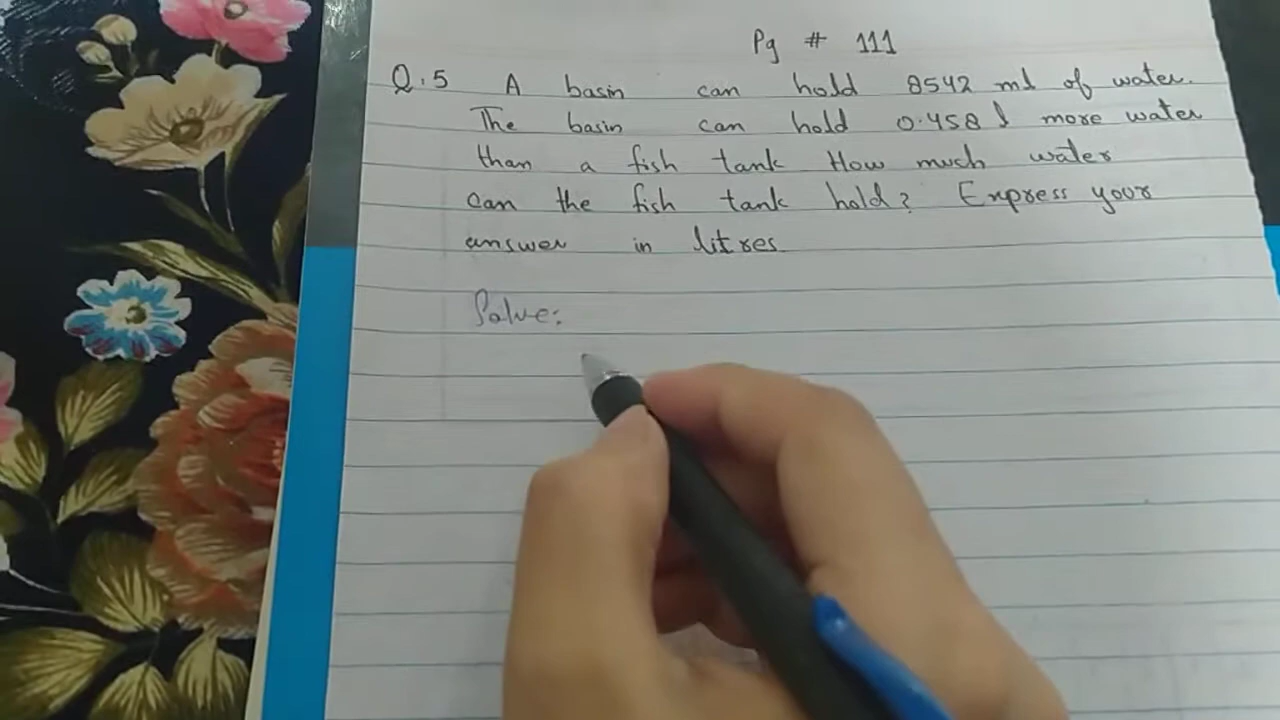 Pg # 111
Q.5 A basin can hold 8542 ml of water.
The basin can hold 0.458 l more water
than a fish tank How much water
can the fish tank hold? Express your
answer in litres
Solve: